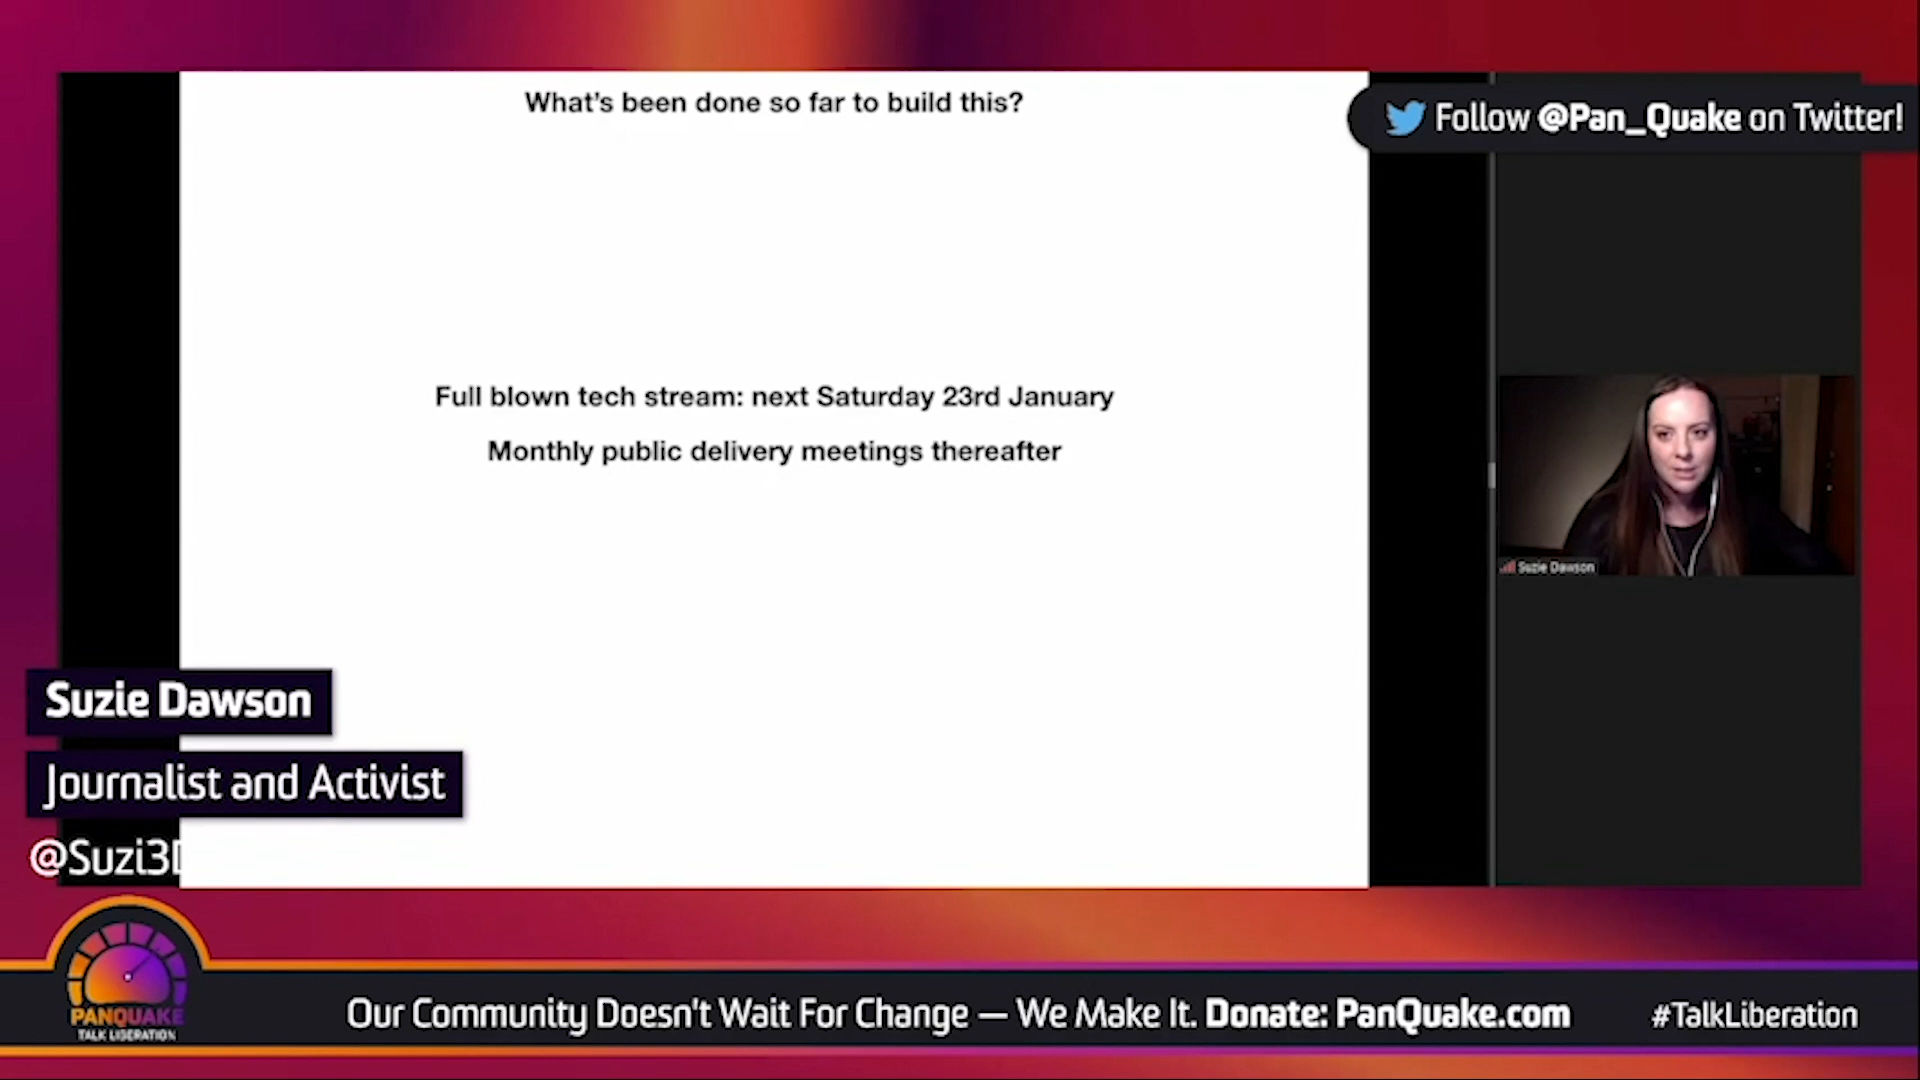 What's been done so far to build this?
Follow @Pan_Quake on Twitter!
Full blown tech stream: next Saturday 23rd January
Monthly public delivery meetings thereafter
Suzie Dawson
Suzie Dawson
Journalist and Activist
@Suzi3D
PANQUAKE
TALK LIBERATION
Our Community Doesn't Wait For Change — We Make It. Donate: PanQuake.com
#TalkLiberation